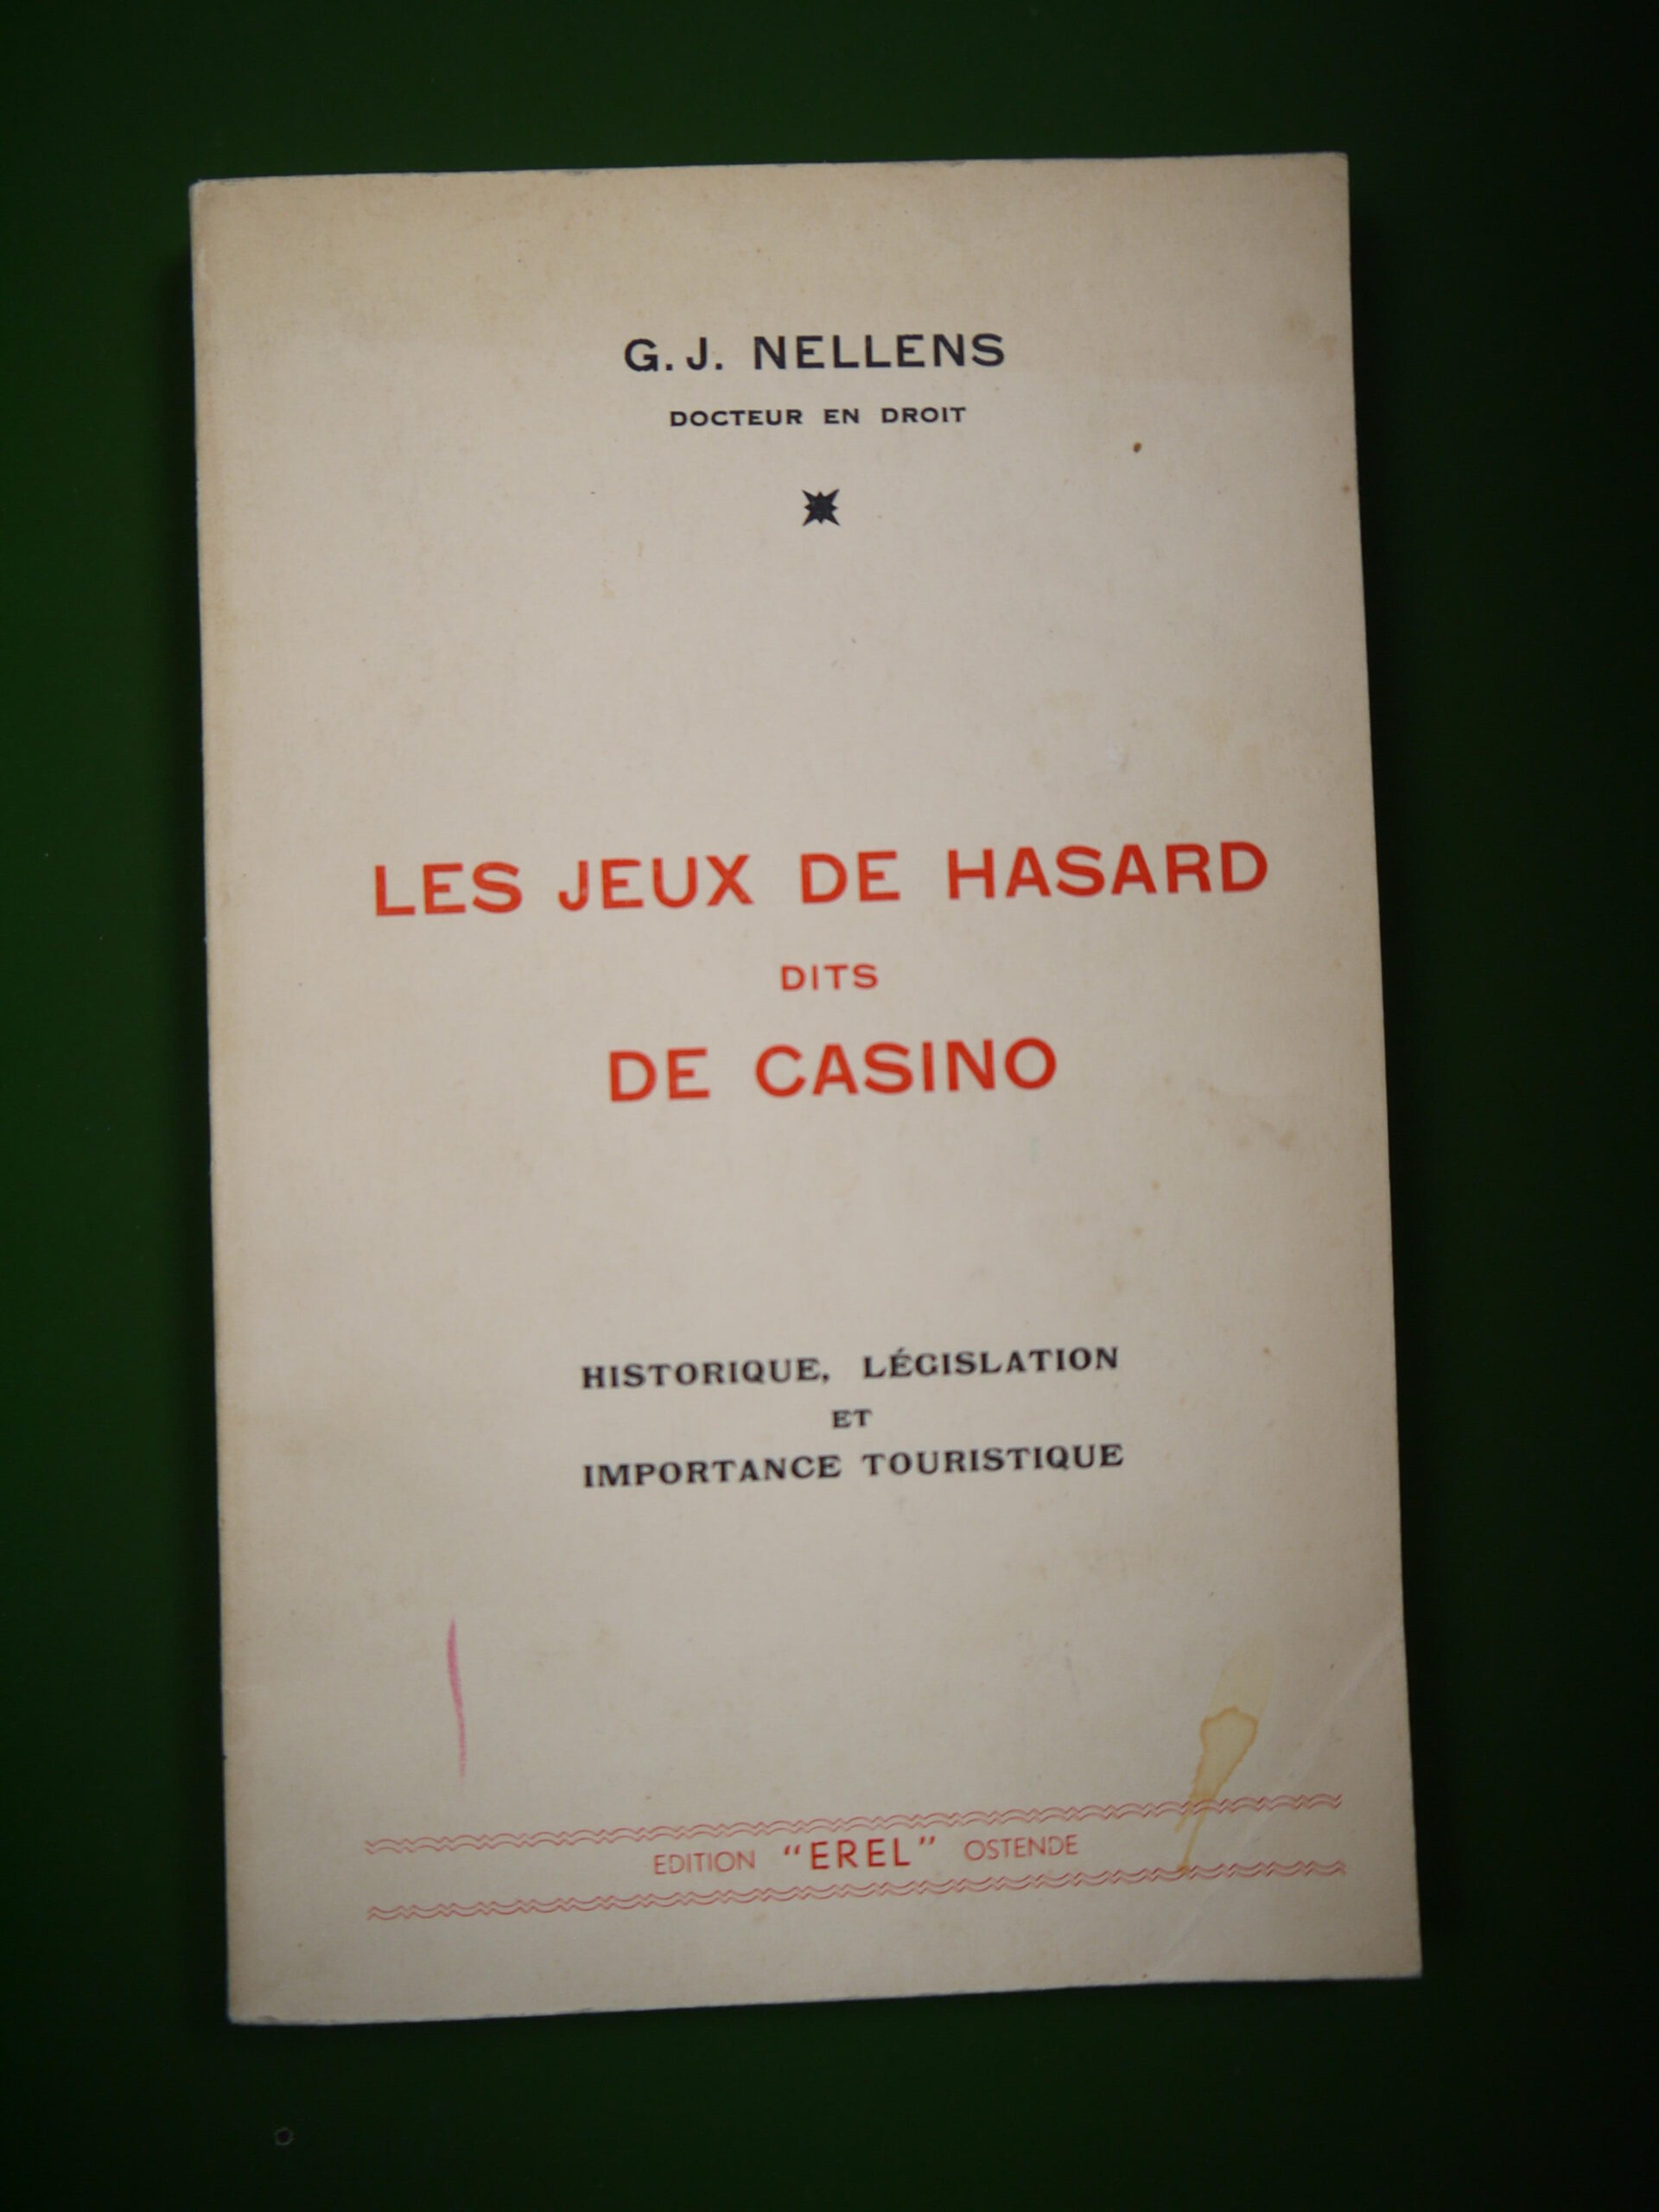 G. J. NELLENS
DOCTEUR EN DROIT
LES JEUX DE HASARD
DITS
DE CASINO
HISTORIQUE, LÉGISLATION
ET
IMPORTANCE TOURISTIQUE
EDITION "EREL" OSTENDE